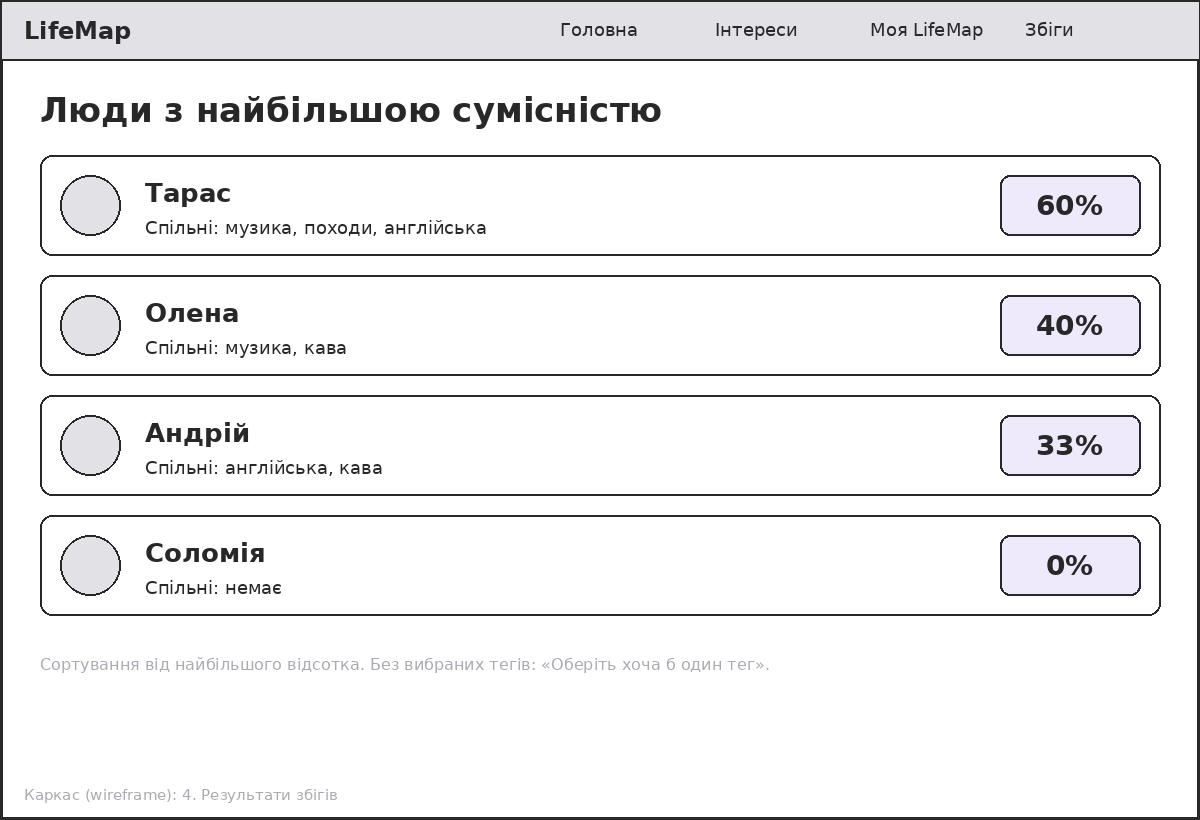 LifeMap
Головна Інтереси Моя LifeMap Збіги
Люди з найбільшою сумісністю
Тарас
Спільні: музика, походи, англійська
60%
Олена
Спільні: музика, кава
40%
Андрій
Спільні: англійська, кава
33%
Соломія
Спільні: немає
0%
Сортування від найбільшого відсотка. Без вибраних тегів: «Оберіть хоча б один тег».
Каркас (wireframe): 4. Результати збігів